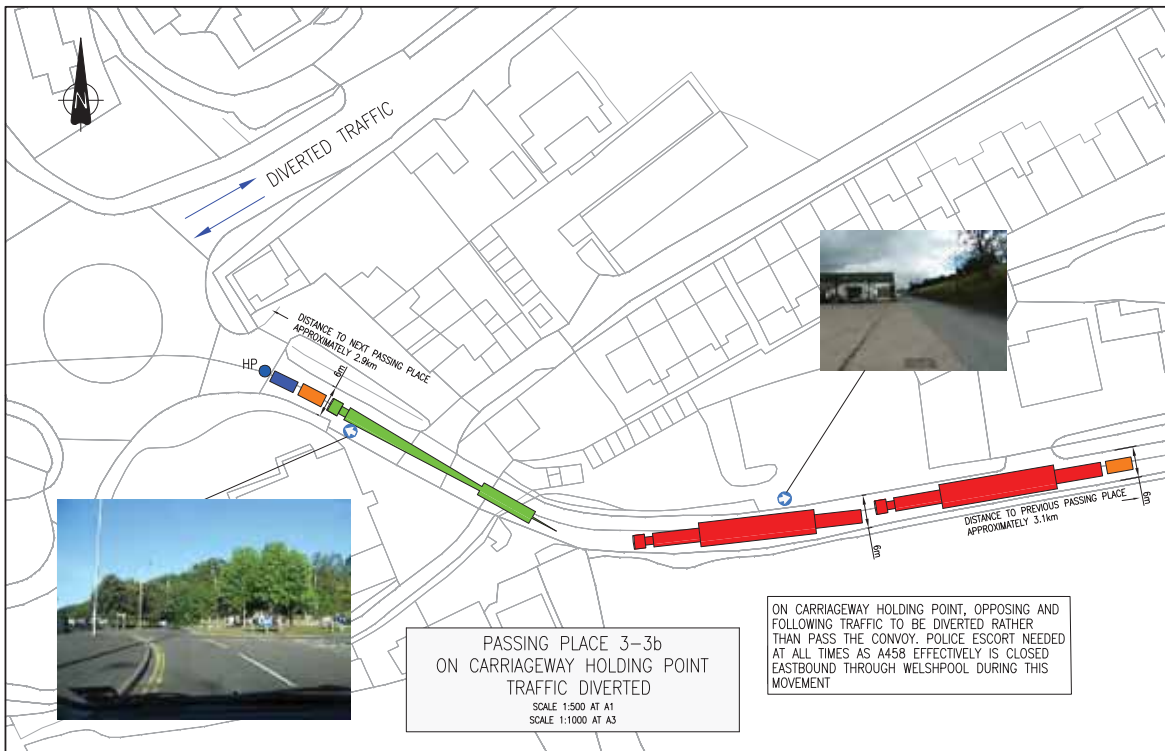 N
DIVERTED TRAFFIC
HP
DISTANCE TO NEXT PASSING PLACE
APPROXIMATELY 2.9km
6m
DISTANCE TO PREVIOUS PASSING PLACE
APPROXIMATELY 3.1km
6m
6m
PASSING PLACE 3-3b
ON CARRIAGEWAY HOLDING POINT
TRAFFIC DIVERTED
SCALE 1:500 AT A1
SCALE 1:1000 AT A3
ON CARRIAGEWAY HOLDING POINT, OPPOSING AND
FOLLOWING TRAFFIC TO BE DIVERTED RATHER
THAN PASS THE CONVOY. POLICE ESCORT NEEDED
AT ALL TIMES AS A458 EFFECTIVELY IS CLOSED
EASTBOUND THROUGH WELSHPOOL DURING THIS
MOVEMENT